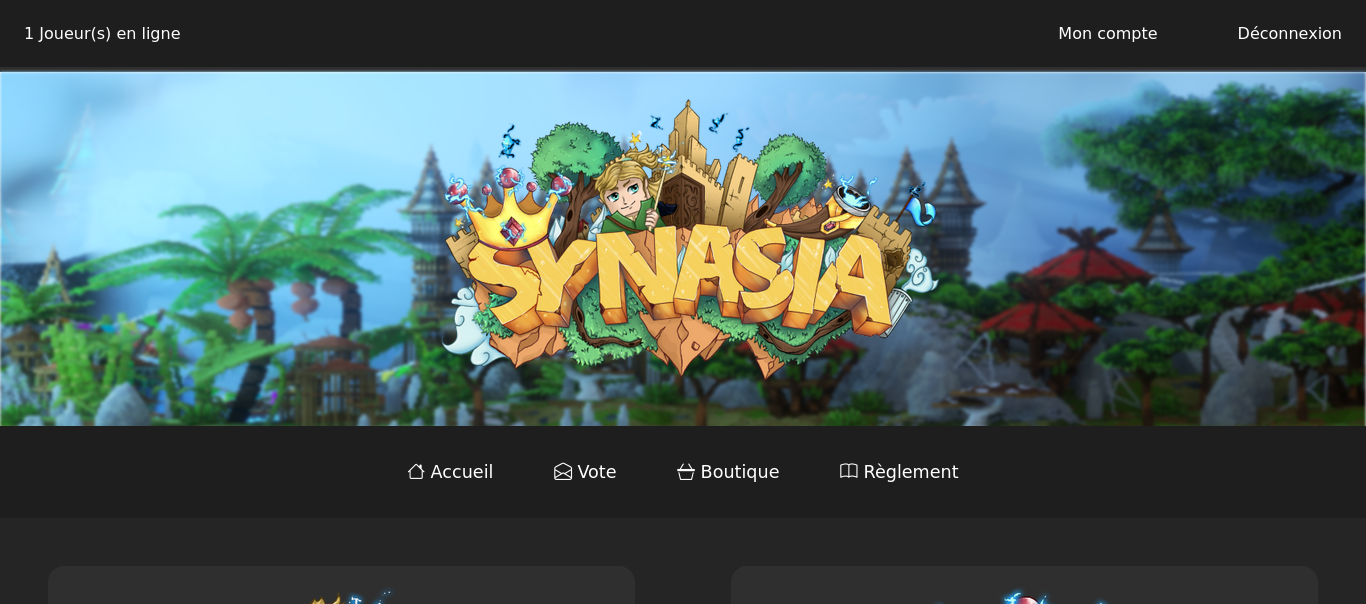 1 Joueur(s) en ligne
Mon compte
Déconnexion
SYNASIA
Accueil
Vote
Boutique
Règlement